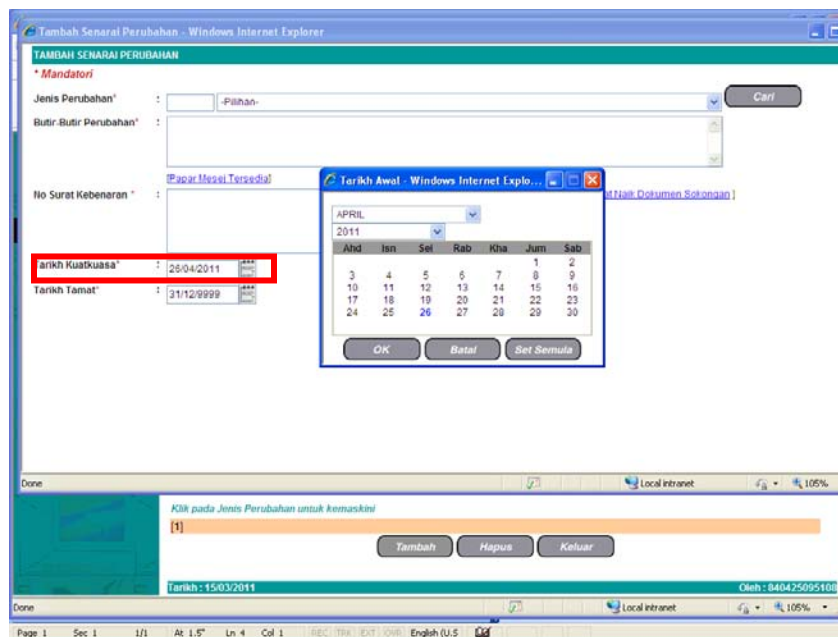 Tambah Senarai Perubahan - Windows Internet Explorer
TAMBAH SENARAI PERUBAHAN
* Mandatori
Jenis Perubahan* : -Pilihan- Cari
Butir-Butir Perubahan* :
[Papar Mesej Tersedia]
No Surat Kebenaran * : at Naik Dokumen Sokongan ]
Tarikh Awal - Windows Internet Explo...
APRIL
2011
Ahd Isn Sel Rab Kha Jum Sab
1 2
3 4 5 6 7 8 9
10 11 12 13 14 15 16
17 18 19 20 21 22 23
24 25 26 27 28 29 30
OK Batal Set Semula
Tarikh Kuatkuasa* : 26/04/2011
Tarikh Tamat* : 31/12/9999
Done Local intranet 105%
Klik pada Jenis Perubahan untuk kemaskini
[1]
Tambah Hapus Keluar
Tarikh : 15/03/2011 Oleh : 840425095108
Done Local intranet 105%
Page 1 Sec 1 1/1 At 1.5" Ln 4 Col 1 REC TRK EXT OVR English (U.S